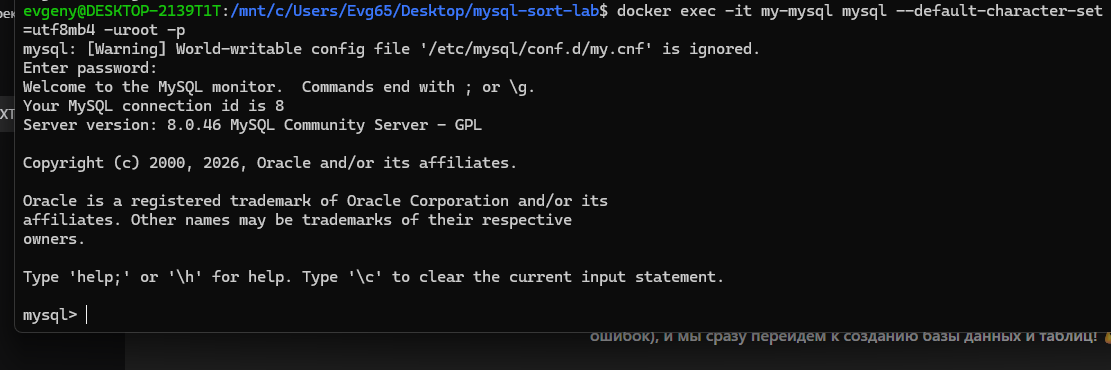 evgeny@DESKTOP-2139T1T:/mnt/c/Users/Evg65/Desktop/mysql-sort-lab$ docker exec -it my-mysql mysql --default-character-set
=utf8mb4 -uroot -p
mysql: [Warning] World-writable config file '/etc/mysql/conf.d/my.cnf' is ignored.
Enter password:
Welcome to the MySQL monitor.  Commands end with ; or \g.
Your MySQL connection id is 8
Server version: 8.0.46 MySQL Community Server - GPL

Copyright (c) 2000, 2026, Oracle and/or its affiliates.

Oracle is a registered trademark of Oracle Corporation and/or its
affiliates. Other names may be trademarks of their respective
owners.

Type 'help;' or '\h' for help. Type '\c' to clear the current input statement.

mysql>
ошибок), и мы сразу перейдем к созданию базы данных и таблиц!